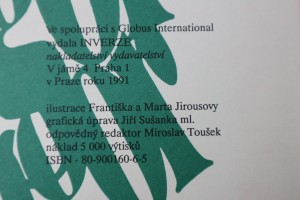 Ve spolupráci s Globus International
vydala INVERZE
nakladatelství vydavatelství
V jámě 4 Praha 1
v Praze roku 1991
ilustrace Františka a Marta Jirousovy
grafická úprava Jiří Sušanka ml.
odpovědný redaktor Miroslav Toušek
náklad 5 000 výtisků
ISBN - 80-900160-6-5